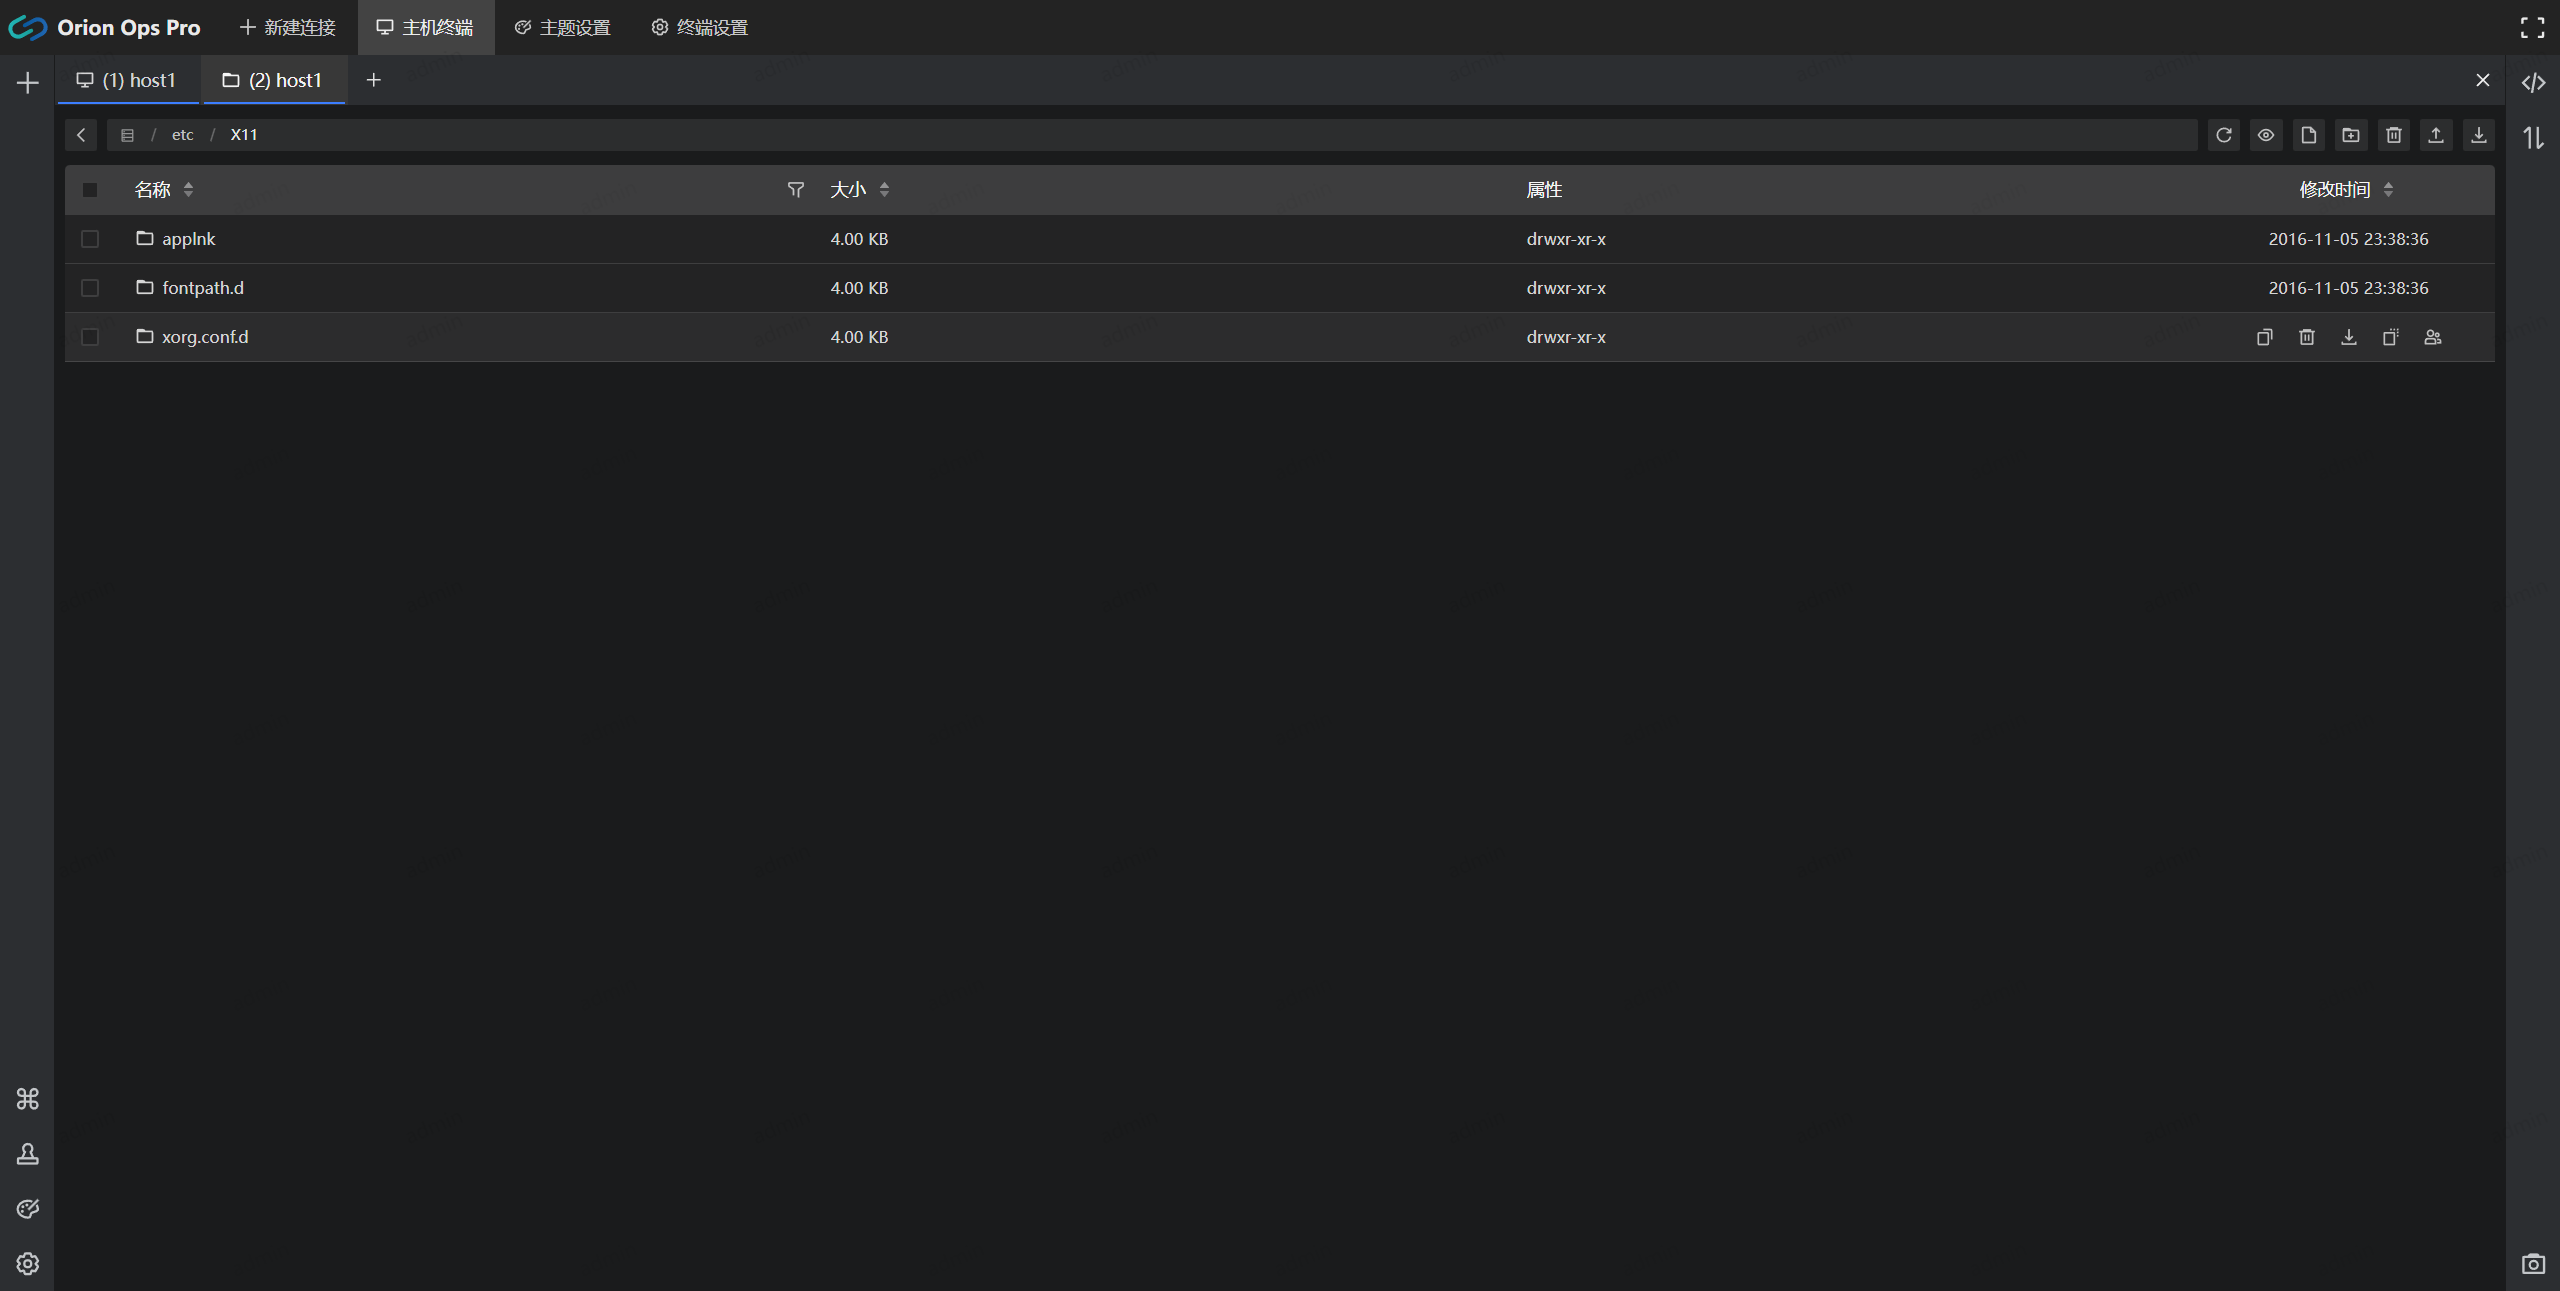 Orion Ops Pro 新建连接 主机终端 主题设置 终端设置
(1) host1 (2) host1
/ etc / X11
名称 大小 属性 修改时间
applnk 4.00 KB drwxr-xr-x 2016-11-05 23:38:36
fontpath.d 4.00 KB drwxr-xr-x 2016-11-05 23:38:36
xorg.conf.d 4.00 KB drwxr-xr-x